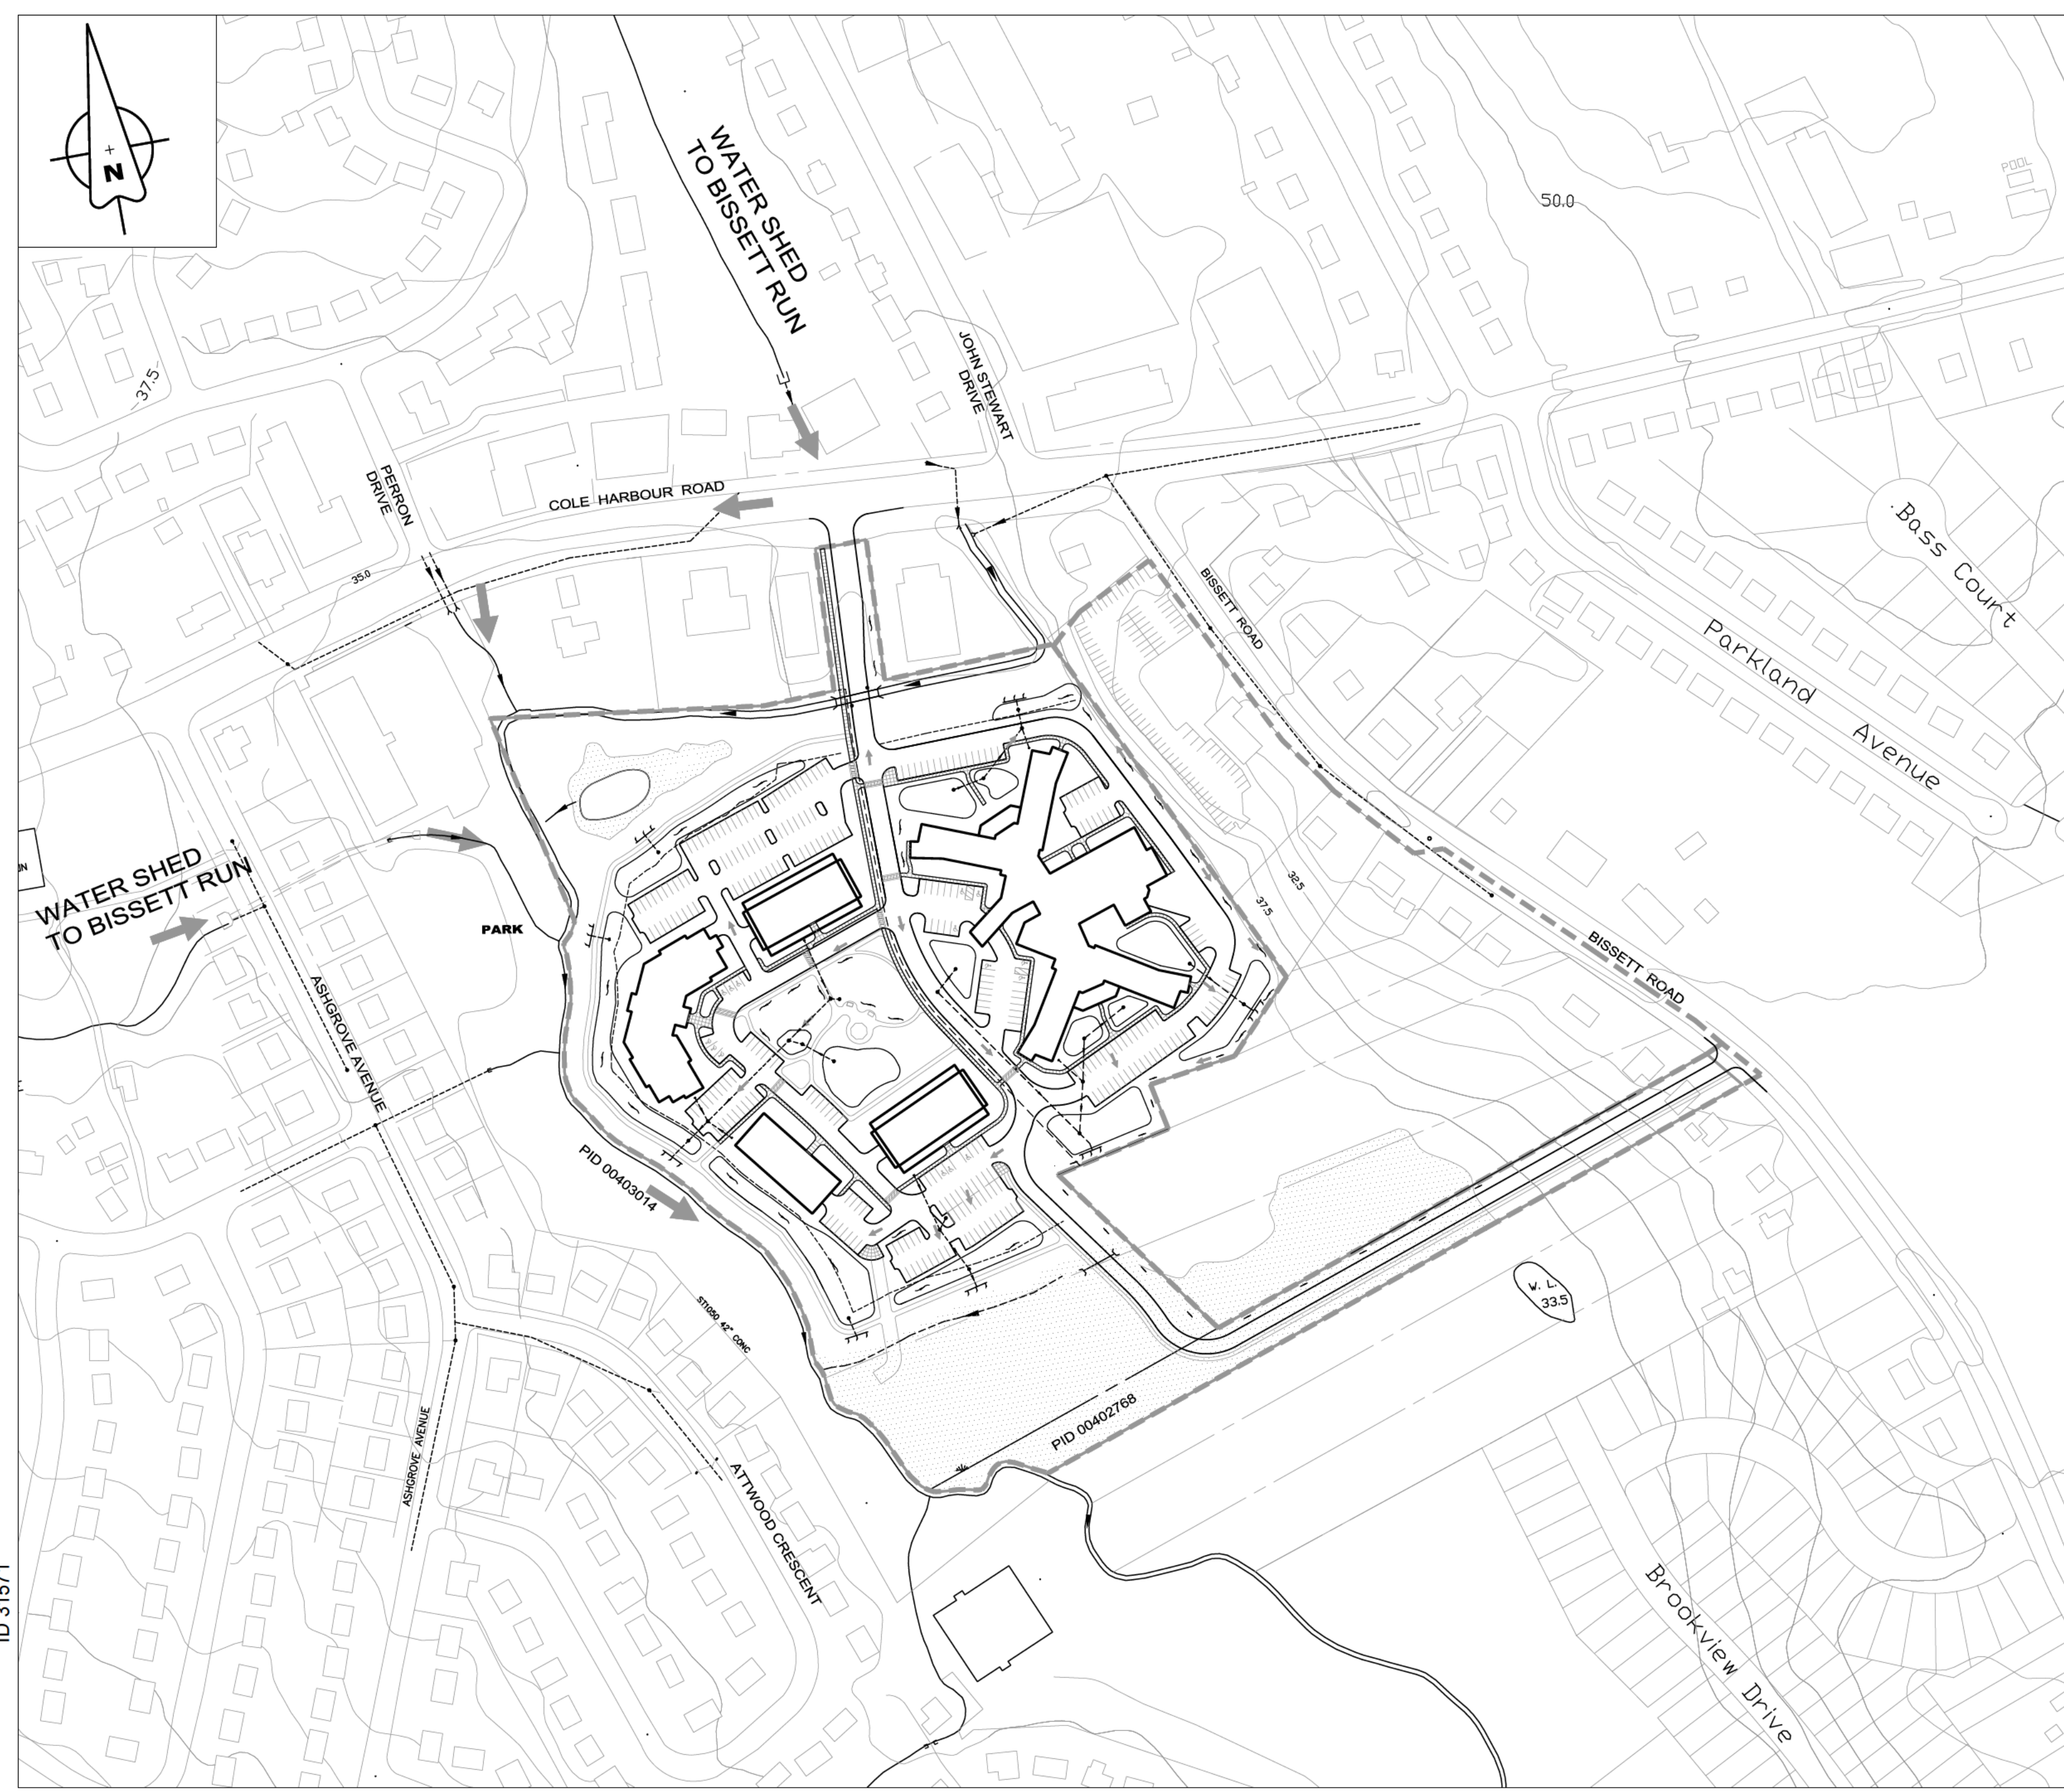 N
WATER SHED
TO BISSETT RUN
50.0
POOL
JOHN STEWART
DRIVE
37.5
PERRON
DRIVE
COLE HARBOUR ROAD
35.0
Bass Court
BISSETT ROAD
Parkland Avenue
WATER SHED
TO BISSETT RUN
PARK
32.5
37.5
BISSETT ROAD
ASHGROVE AVENUE
PID 00403014
ST1050 42" CONC
W. L.
33.5
PID 00402768
ASHGROVE AVENUE
ATTWOOD CRESCENT
Brookview Drive